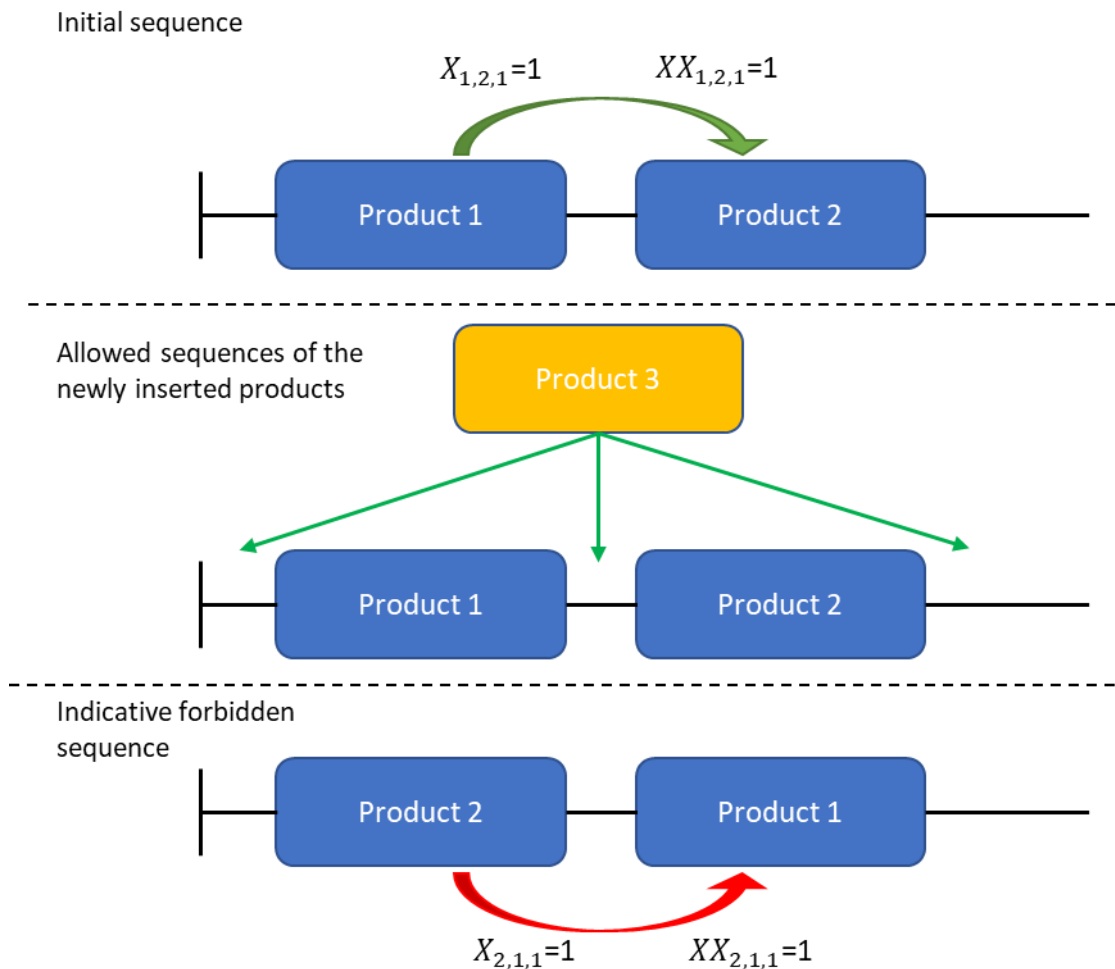 Initial sequence
X1,2,1=1 XX1,2,1=1
Product 1 Product 2
Allowed sequences of the
newly inserted products
Product 3
Product 1 Product 2
Indicative forbidden
sequence
Product 2 Product 1
X2,1,1=1 XX2,1,1=1